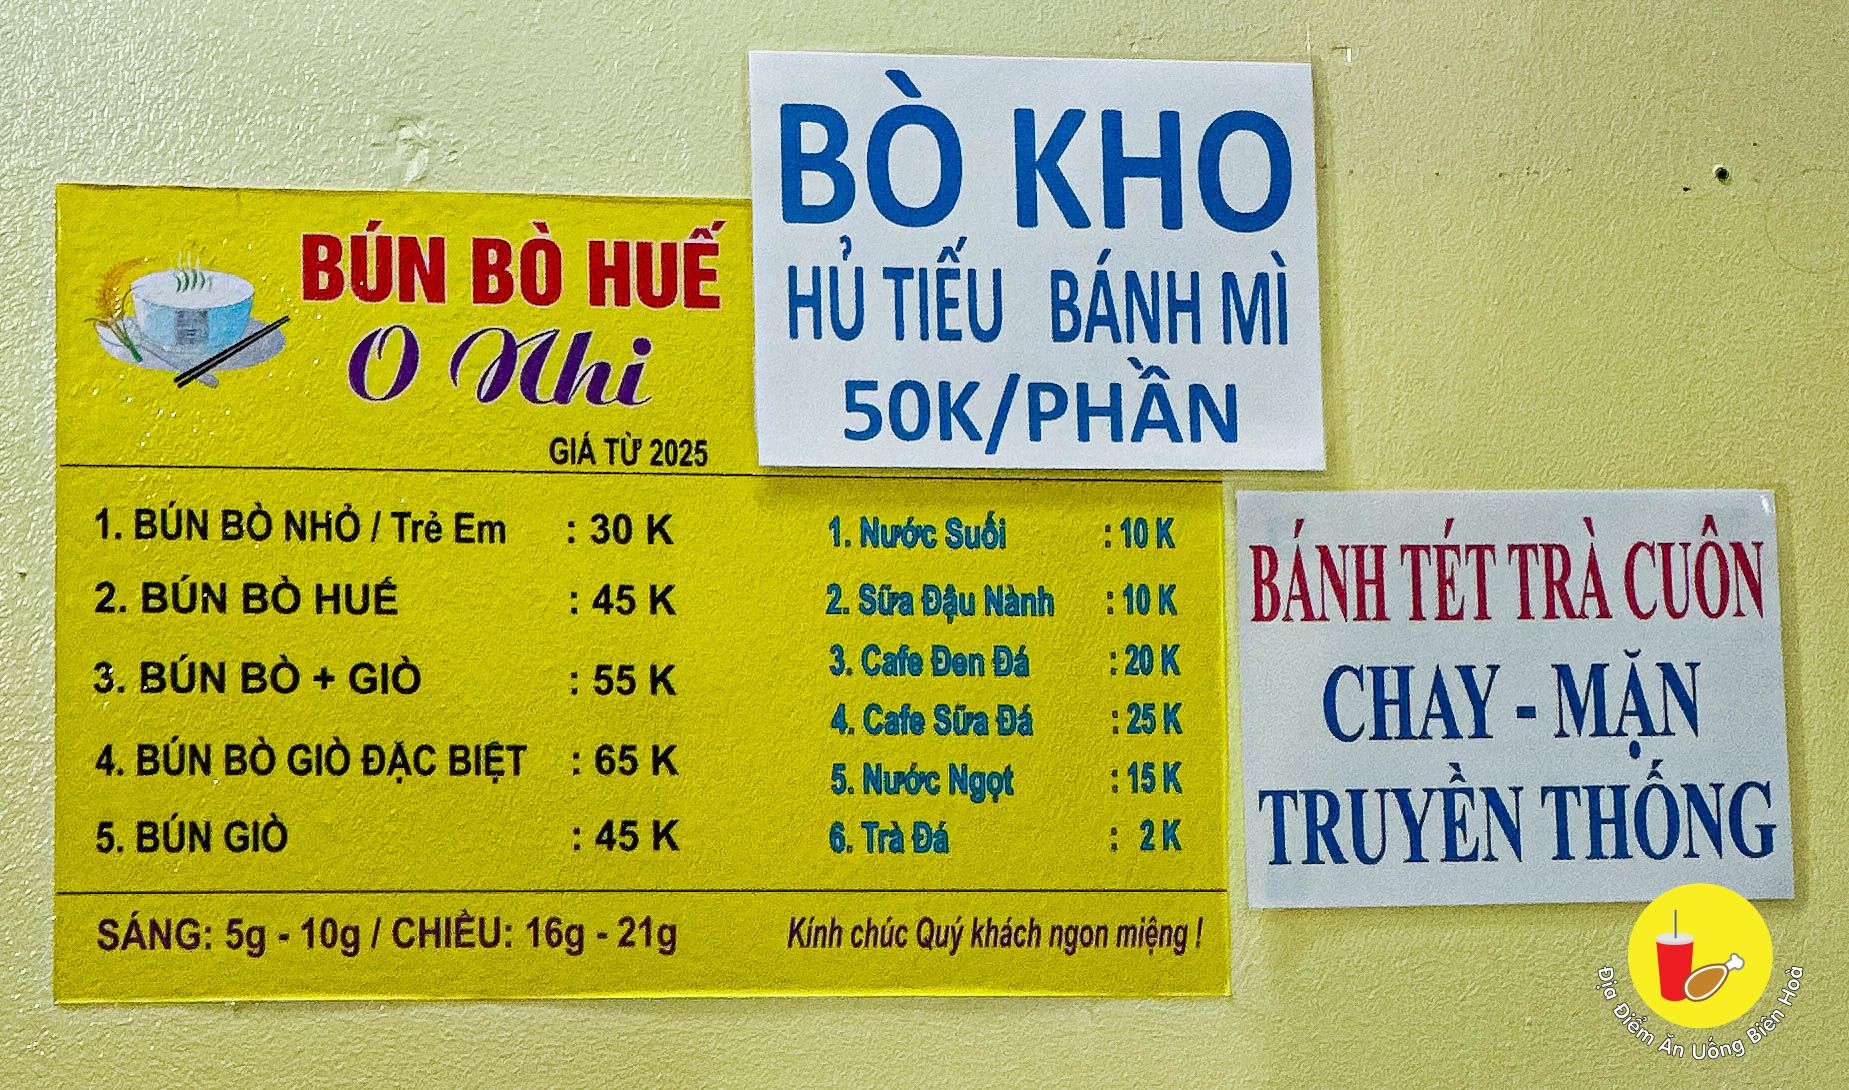 BÚN BÒ HUẾ
O Nhi
GIÁ TỪ 2025
1. BÚN BÒ NHỎ / Trẻ Em : 30 K
2. BÚN BÒ HUẾ : 45 K
3. BÚN BÒ + GIÒ : 55 K
4. BÚN BÒ GIÒ ĐẶC BIỆT : 65 K
5. BÚN GIÒ : 45 K
1. Nước Suối : 10 K
2. Sữa Đậu Nành : 10 K
3. Cafe Đen Đá : 20 K
4. Cafe Sữa Đá : 25 K
5. Nước Ngọt : 15 K
6. Trà Đá : 2 K
SÁNG: 5g - 10g / CHIỀU: 16g - 21g
Kính chúc Quý khách ngon miệng !
BÒ KHO
HỦ TIẾU BÁNH MÌ
50K/PHẦN
BÁNH TÉT TRÀ CUÔN
CHAY - MẶN
TRUYỀN THỐNG
Địa Điểm Ăn Uống Biên Hoà